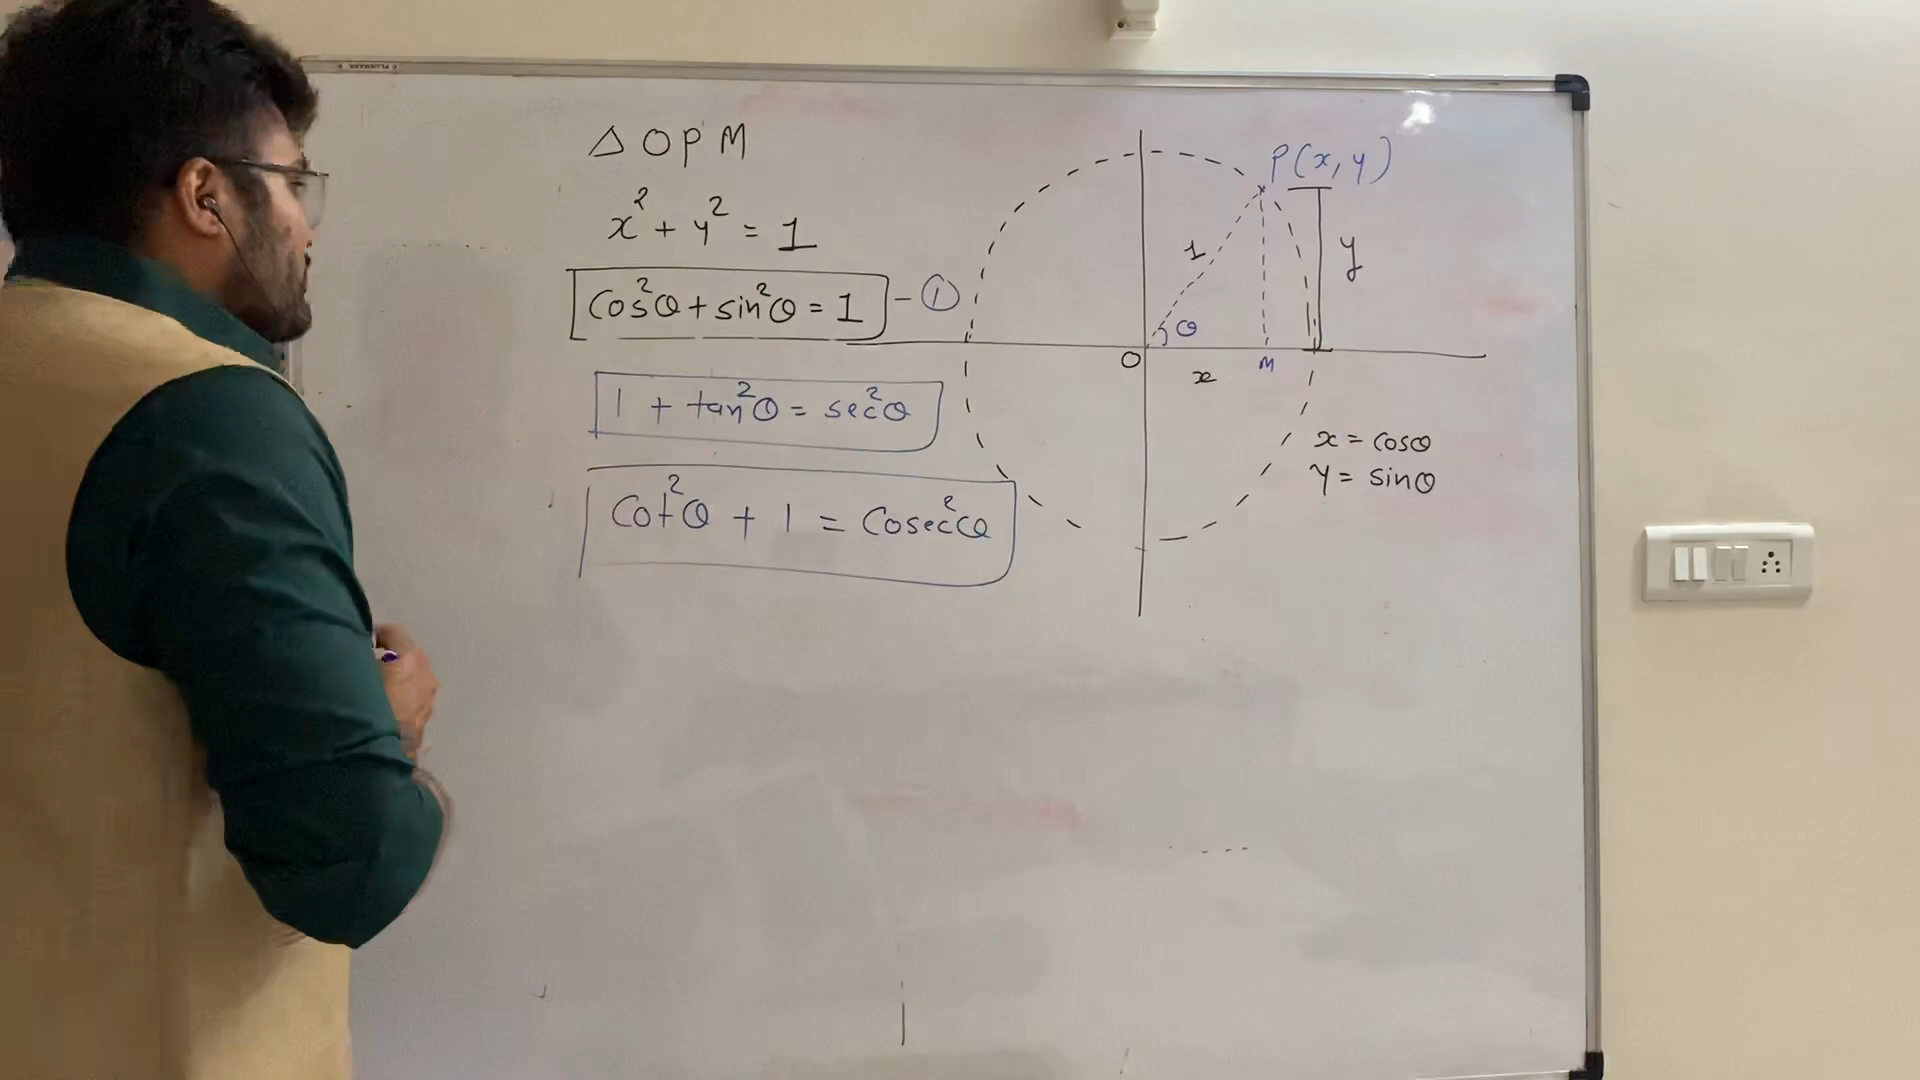 △ OPM
x² + y² = 1
cos²θ + sin²θ = 1 - ①
1 + tan²θ = sec²θ
Cot²θ + 1 = Cosec²θ
P(x, y)
1
y
θ
O
x
M
x = cosθ
y = sinθ